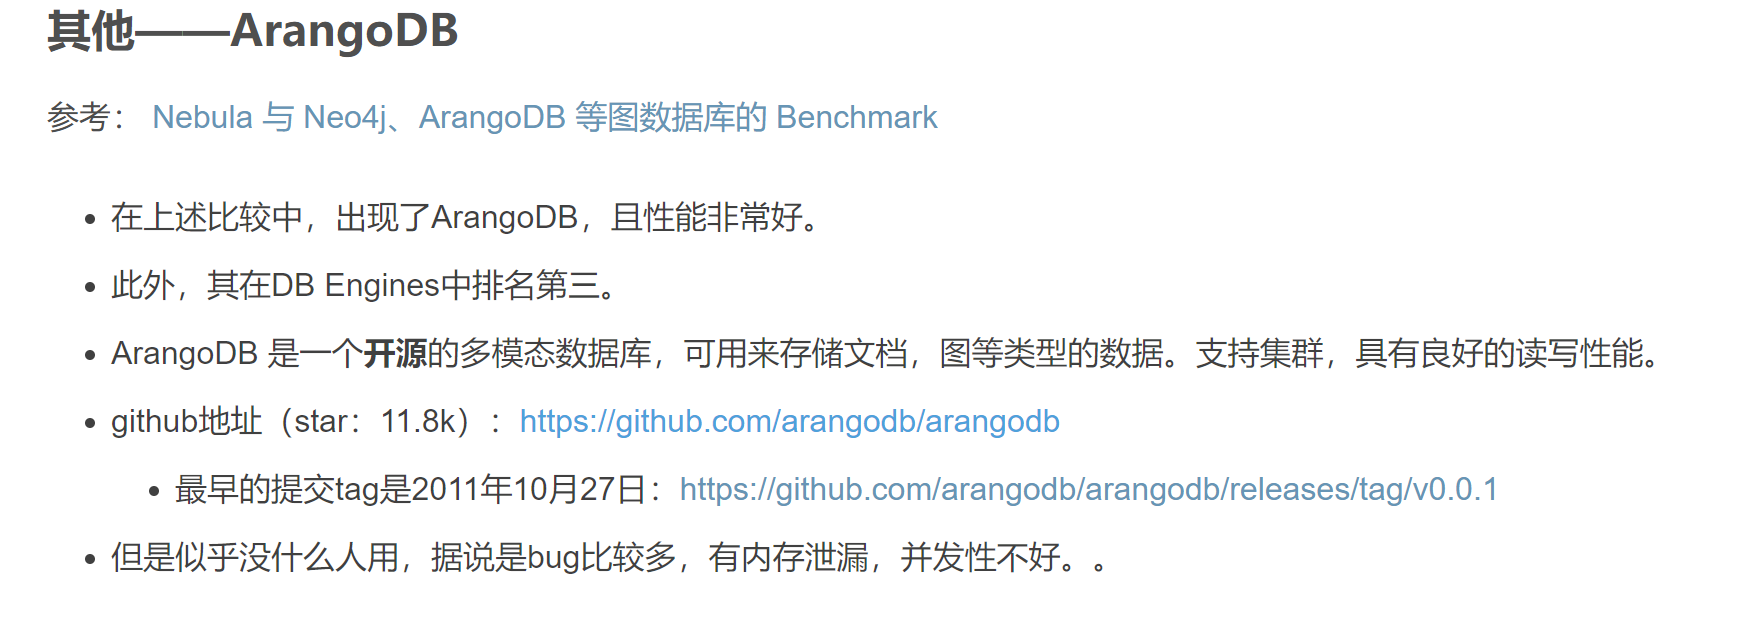 其他——ArangoDB
参考： Nebula 与 Neo4j、ArangoDB 等图数据库的 Benchmark
在上述比较中，出现了ArangoDB，且性能非常好。
此外，其在DB Engines中排名第三。
ArangoDB 是一个开源的多模态数据库，可用来存储文档，图等类型的数据。支持集群，具有良好的读写性能。
github地址（star：11.8k）：https://github.com/arangodb/arangodb
最早的提交tag是2011年10月27日：https://github.com/arangodb/arangodb/releases/tag/v0.0.1
但是似乎没什么人用，据说是bug比较多，有内存泄漏，并发性不好。。